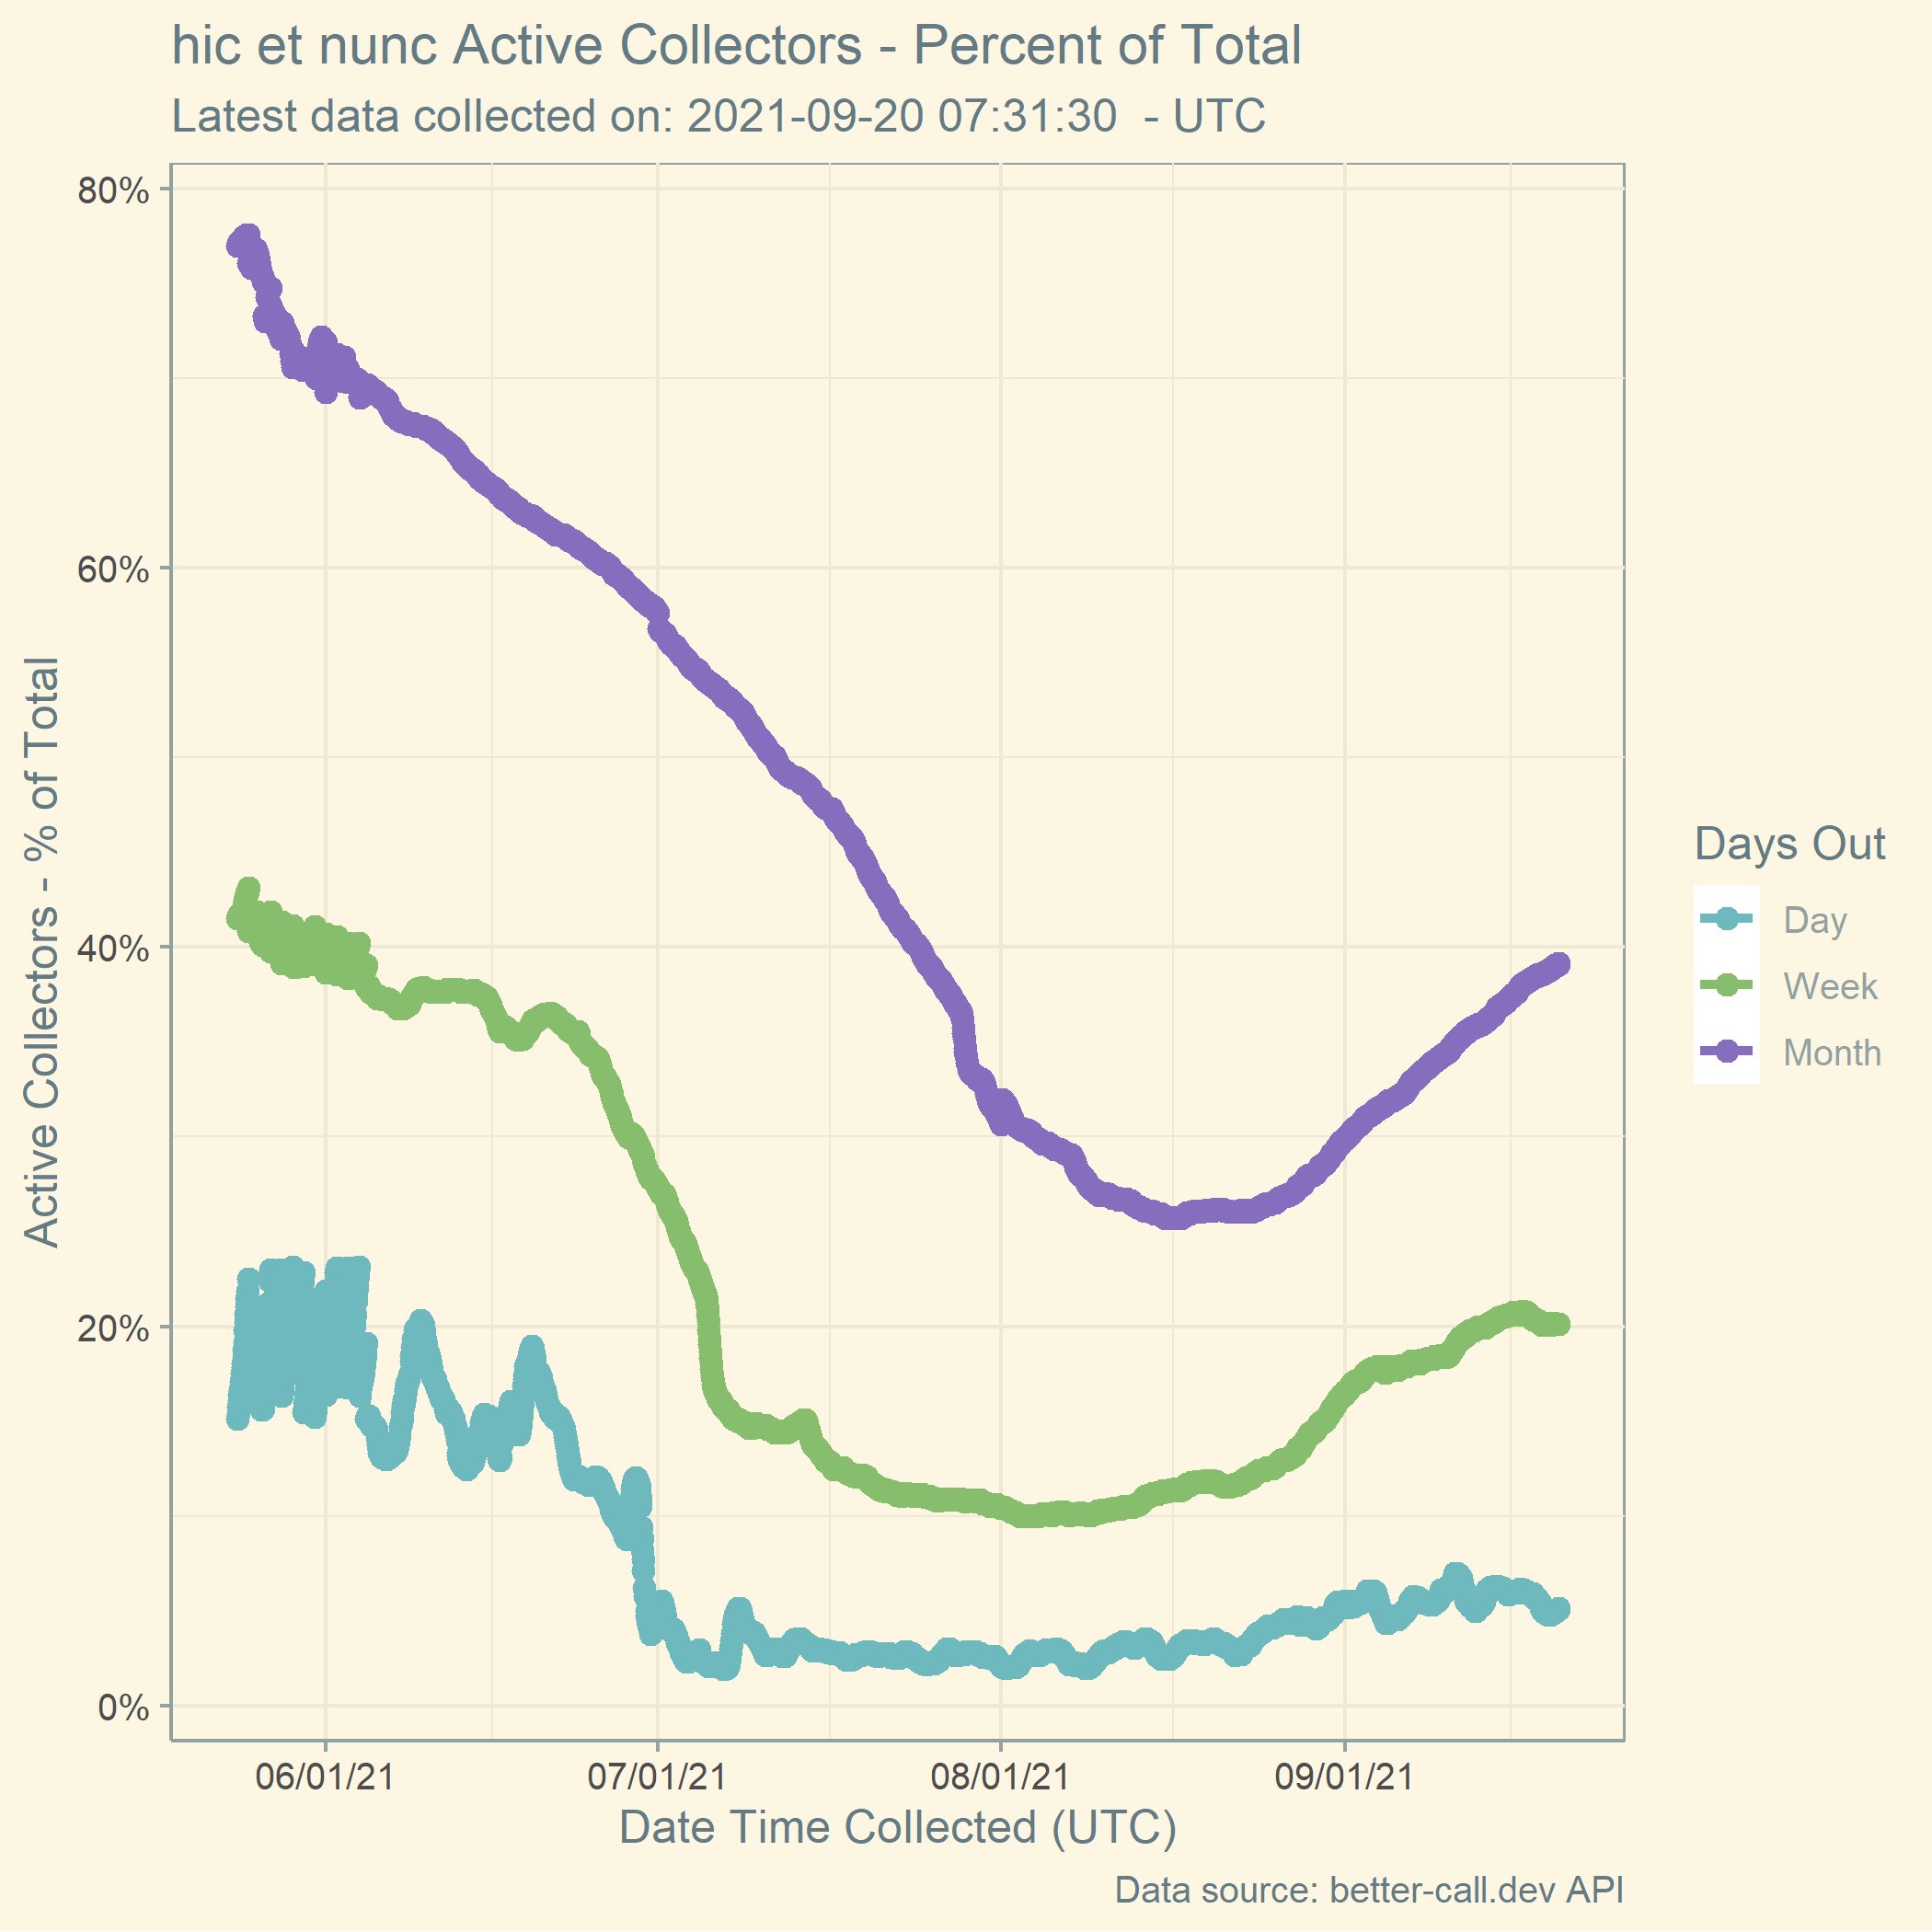 hic et nunc Active Collectors - Percent of Total
Latest data collected on: 2021-09-20 07:31:30  - UTC
Active Collectors - % of Total
80%
60%
40%
20%
0%
06/01/21
07/01/21
08/01/21
09/01/21
Date Time Collected (UTC)
Days Out
Day
Week
Month
Data source: better-call.dev API